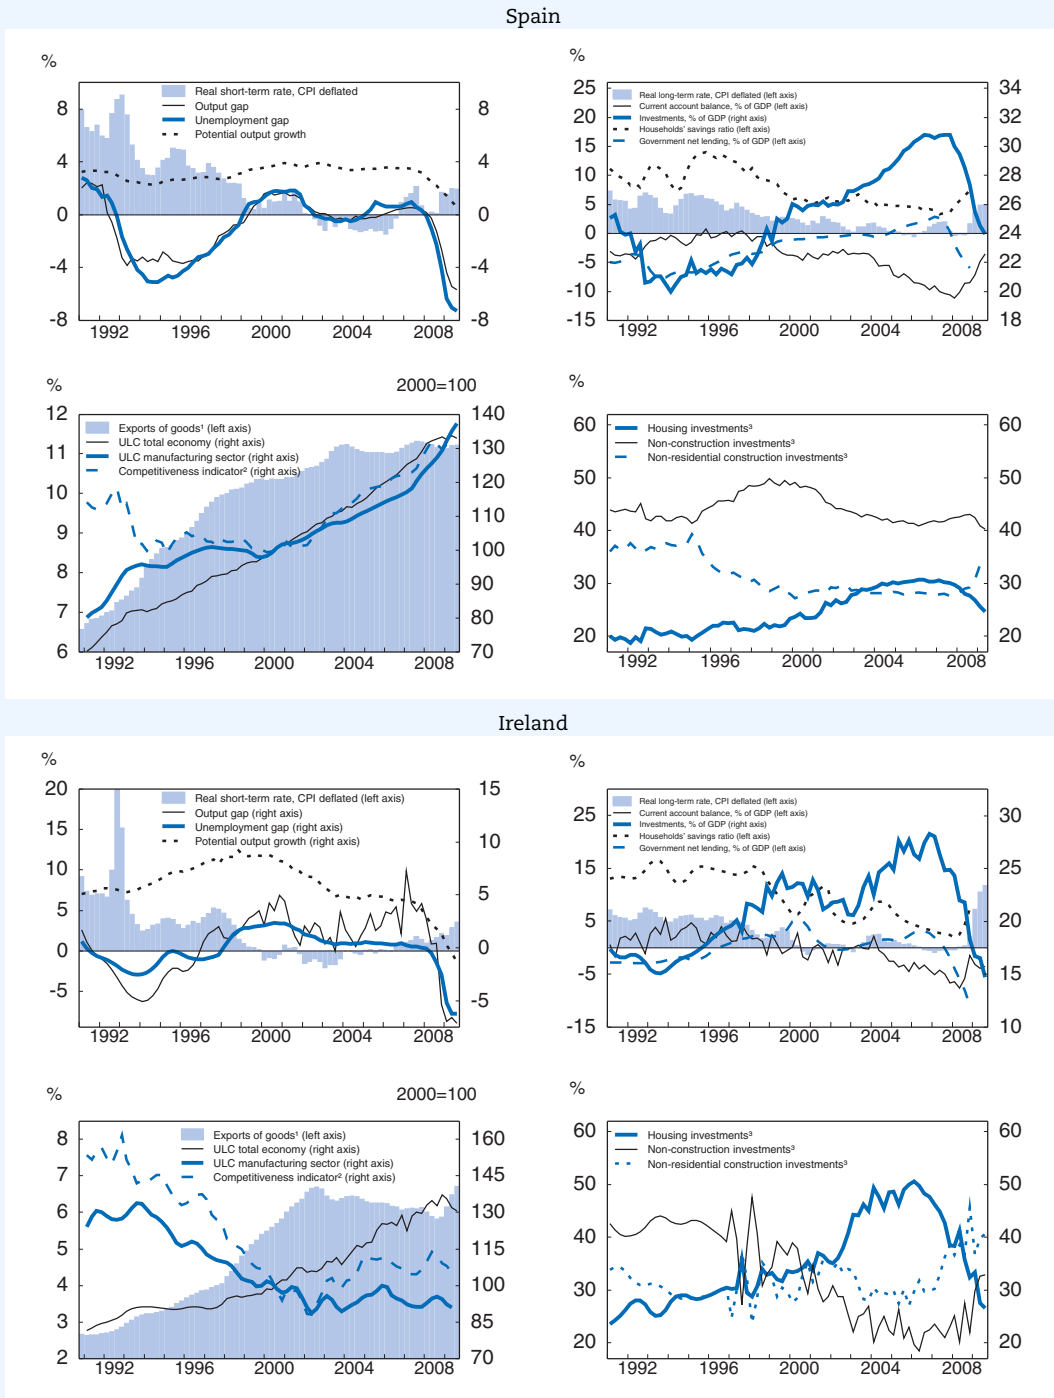 Spain
%
Real short-term rate, CPI deflated
Output gap
Unemployment gap
Potential output growth
8
4
0
-4
-8
8
4
0
-4
-8
1992 1996 2000 2004 2008
%
Real long-term rate, CPI deflated (left axis)
Current account balance, % of GDP (left axis)
Investments, % of GDP (right axis)
Households' savings ratio (left axis)
Government net lending, % of GDP (left axis)
25
20
15
10
5
0
-5
-10
-15
34
32
30
28
26
24
22
20
18
1992 1996 2000 2004 2008
% 2000=100
Exports of goods¹ (left axis)
ULC total economy (right axis)
ULC manufacturing sector (right axis)
Competitiveness indicator² (right axis)
12
11
10
9
8
7
6
140
130
120
110
100
90
80
70
1992 1996 2000 2004 2008
%
Housing investments³
Non-construction investments³
Non-residential construction investments³
60
50
40
30
20
60
50
40
30
20
1992 1996 2000 2004 2008
Ireland
%
Real short-term rate, CPI deflated (left axis)
Output gap (right axis)
Unemployment gap (right axis)
Potential output growth (right axis)
20
15
10
5
0
-5
15
10
5
0
-5
1992 1996 2000 2004 2008
%
Real long-term rate, CPI deflated (left axis)
Current account balance, % of GDP (left axis)
Investments, % of GDP (right axis)
Households' savings ratio (left axis)
Government net lending, % of GDP (left axis)
25
15
5
-5
-15
30
25
20
15
10
1992 1996 2000 2004 2008
% 2000=100
Exports of goods¹ (left axis)
ULC total economy (right axis)
ULC manufacturing sector (right axis)
Competitiveness indicator² (right axis)
8
7
6
5
4
3
2
160
145
130
115
100
85
70
1992 1996 2000 2004 2008
%
Housing investments³
Non-construction investments³
Non-residential construction investments³
60
50
40
30
20
60
50
40
30
20
1992 1996 2000 2004 2008